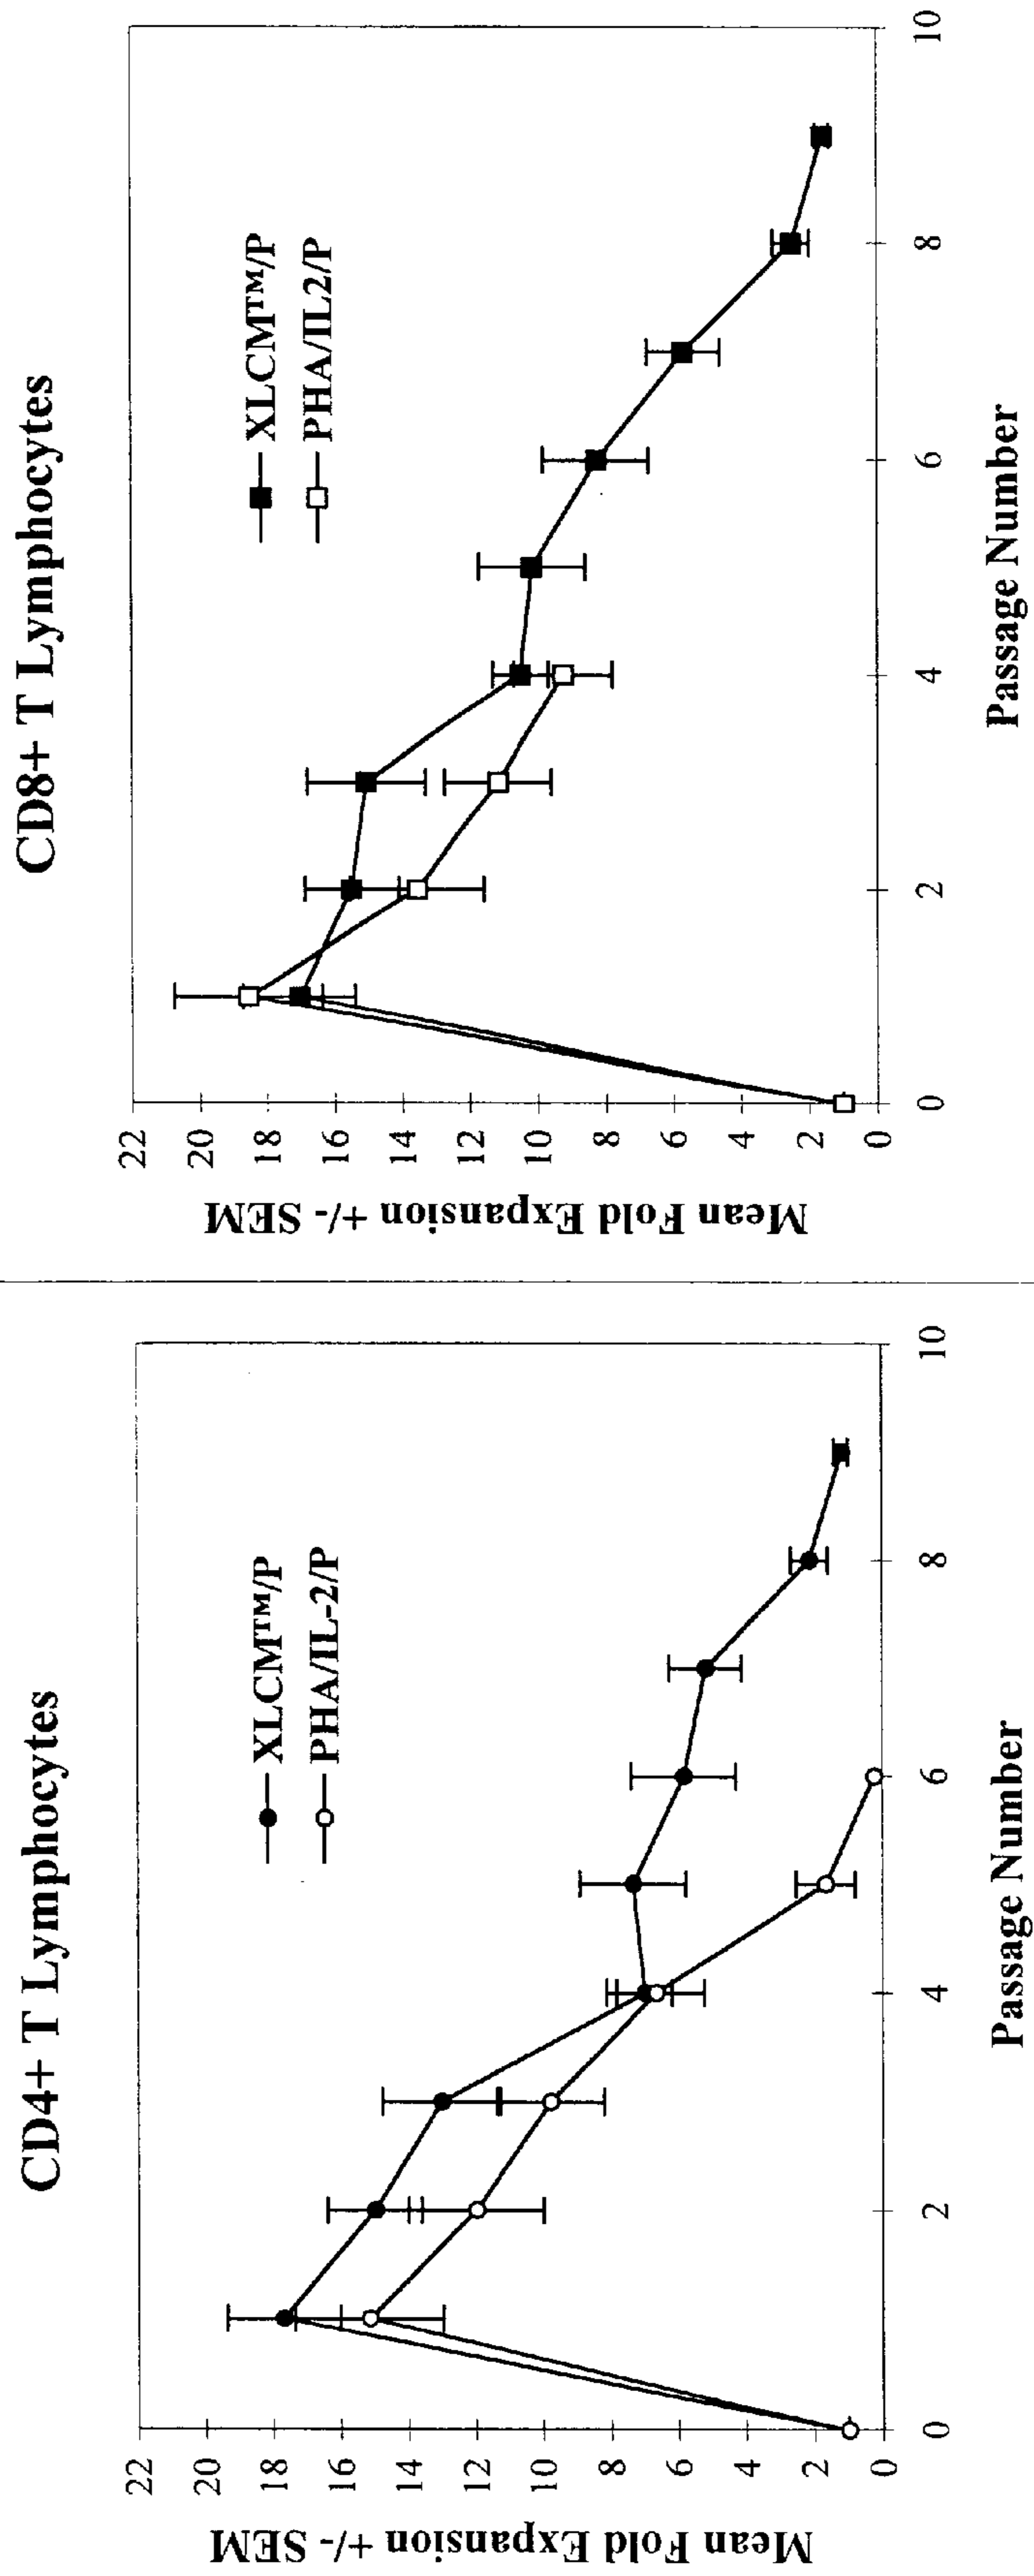 CD4+ T Lymphocytes
XLCM™/P
PHA/IL-2/P
Mean Fold Expansion +/- SEM
22
20
18
16
14
12
10
8
6
4
2
0
0 2 4 6 8 10
Passage Number
CD8+ T Lymphocytes
XLCM™/P
PHA/IL2/P
Mean Fold Expansion +/- SEM
22
20
18
16
14
12
10
8
6
4
2
0
0 2 4 6 8 10
Passage Number